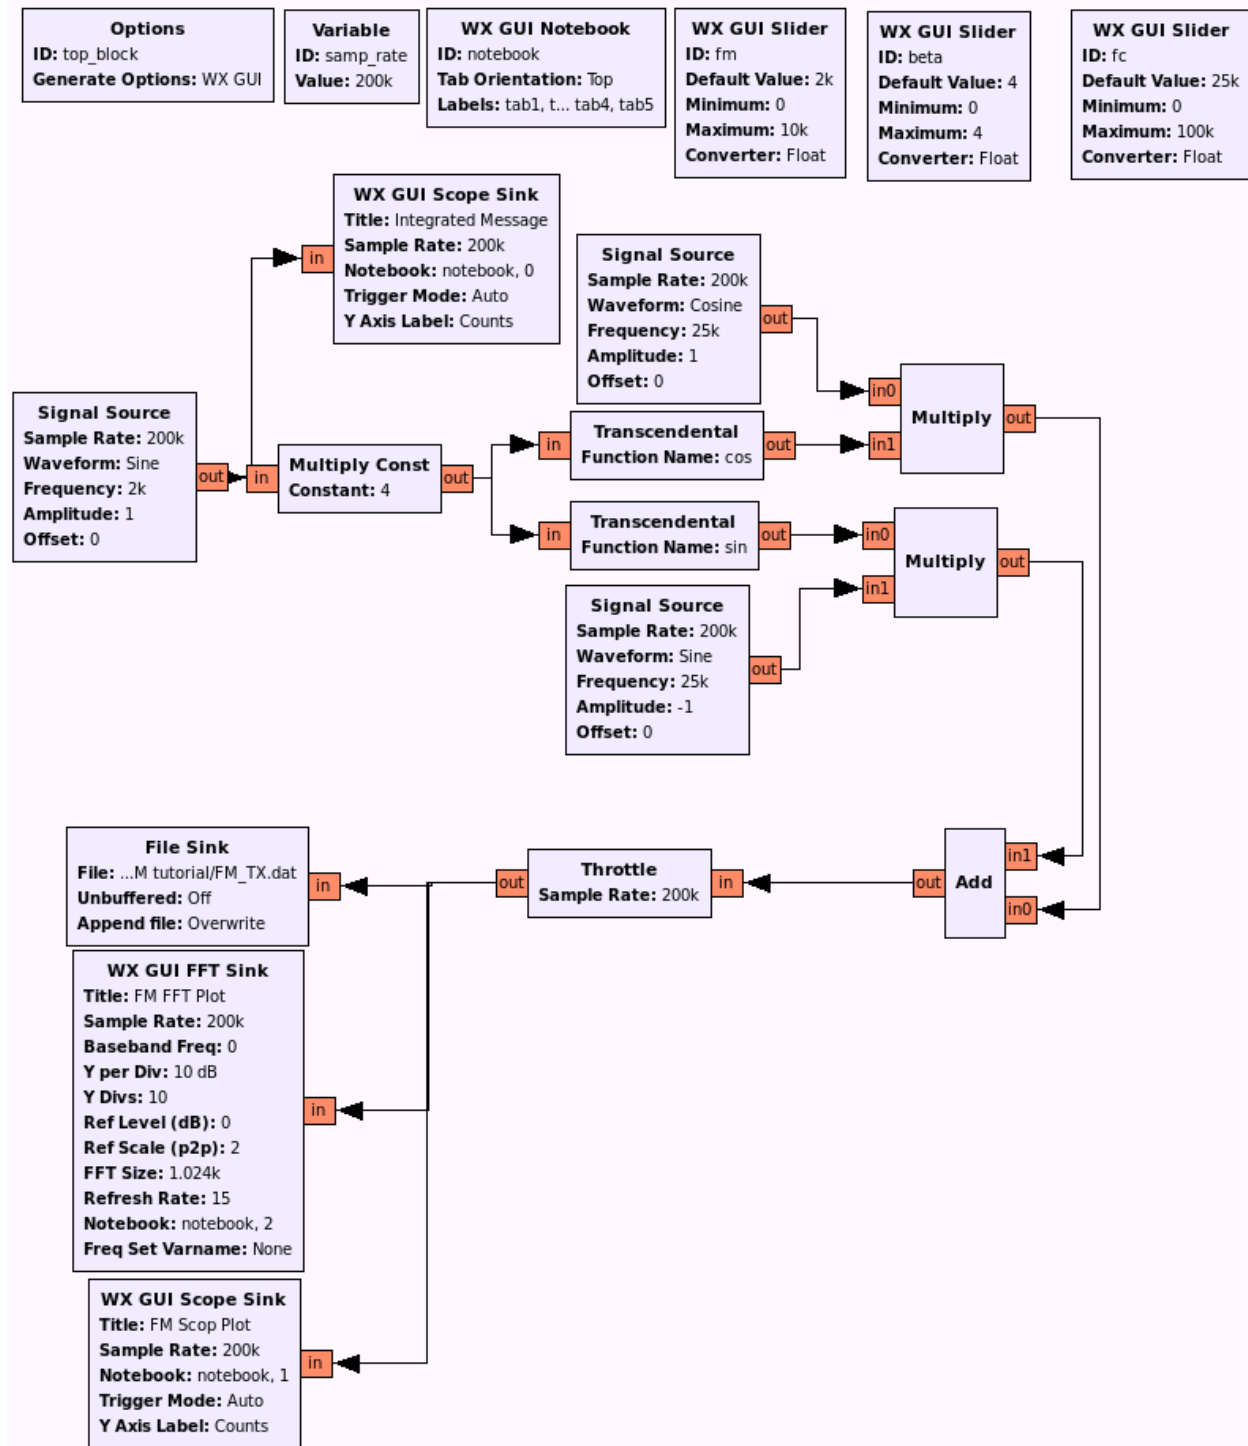 Options
ID: top_block
Generate Options: WX GUI
Variable
ID: samp_rate
Value: 200k
WX GUI Notebook
ID: notebook
Tab Orientation: Top
Labels: tab1, t... tab4, tab5
WX GUI Slider
ID: fm
Default Value: 2k
Minimum: 0
Maximum: 10k
Converter: Float
WX GUI Slider
ID: beta
Default Value: 4
Minimum: 0
Maximum: 4
Converter: Float
WX GUI Slider
ID: fc
Default Value: 25k
Minimum: 0
Maximum: 100k
Converter: Float
WX GUI Scope Sink
Title: Integrated Message
Sample Rate: 200k
Notebook: notebook, 0
Trigger Mode: Auto
Y Axis Label: Counts
in
Signal Source
Sample Rate: 200k
Waveform: Cosine
Frequency: 25k
Amplitude: 1
Offset: 0
out
Signal Source
Sample Rate: 200k
Waveform: Sine
Frequency: 2k
Amplitude: 1
Offset: 0
out
in
Multiply Const
Constant: 4
out
in
Transcendental
Function Name: cos
out
in0
in1
Multiply
out
in
Transcendental
Function Name: sin
out
in0
in1
Multiply
out
Signal Source
Sample Rate: 200k
Waveform: Sine
Frequency: 25k
Amplitude: -1
Offset: 0
out
File Sink
File: ...M tutorial/FM_TX.dat
Unbuffered: Off
Append file: Overwrite
in
out
Throttle
Sample Rate: 200k
in
out
Add
in1
in0
WX GUI FFT Sink
Title: FM FFT Plot
Sample Rate: 200k
Baseband Freq: 0
Y per Div: 10 dB
Y Divs: 10
Ref Level (dB): 0
Ref Scale (p2p): 2
FFT Size: 1.024k
Refresh Rate: 15
Notebook: notebook, 2
Freq Set Varname: None
in
WX GUI Scope Sink
Title: FM Scop Plot
Sample Rate: 200k
Notebook: notebook, 1
Trigger Mode: Auto
Y Axis Label: Counts
in